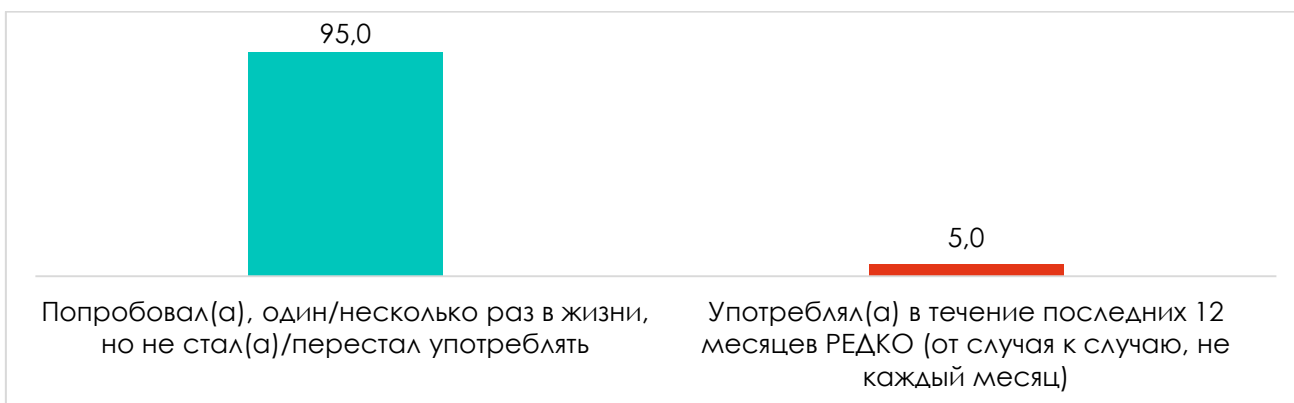 95,0
5,0
Попробовал(а), один/несколько раз в жизни,
но не стал(а)/перестал употреблять
Употреблял(а) в течение последних 12
месяцев РЕДКО (от случая к случаю, не
каждый месяц)